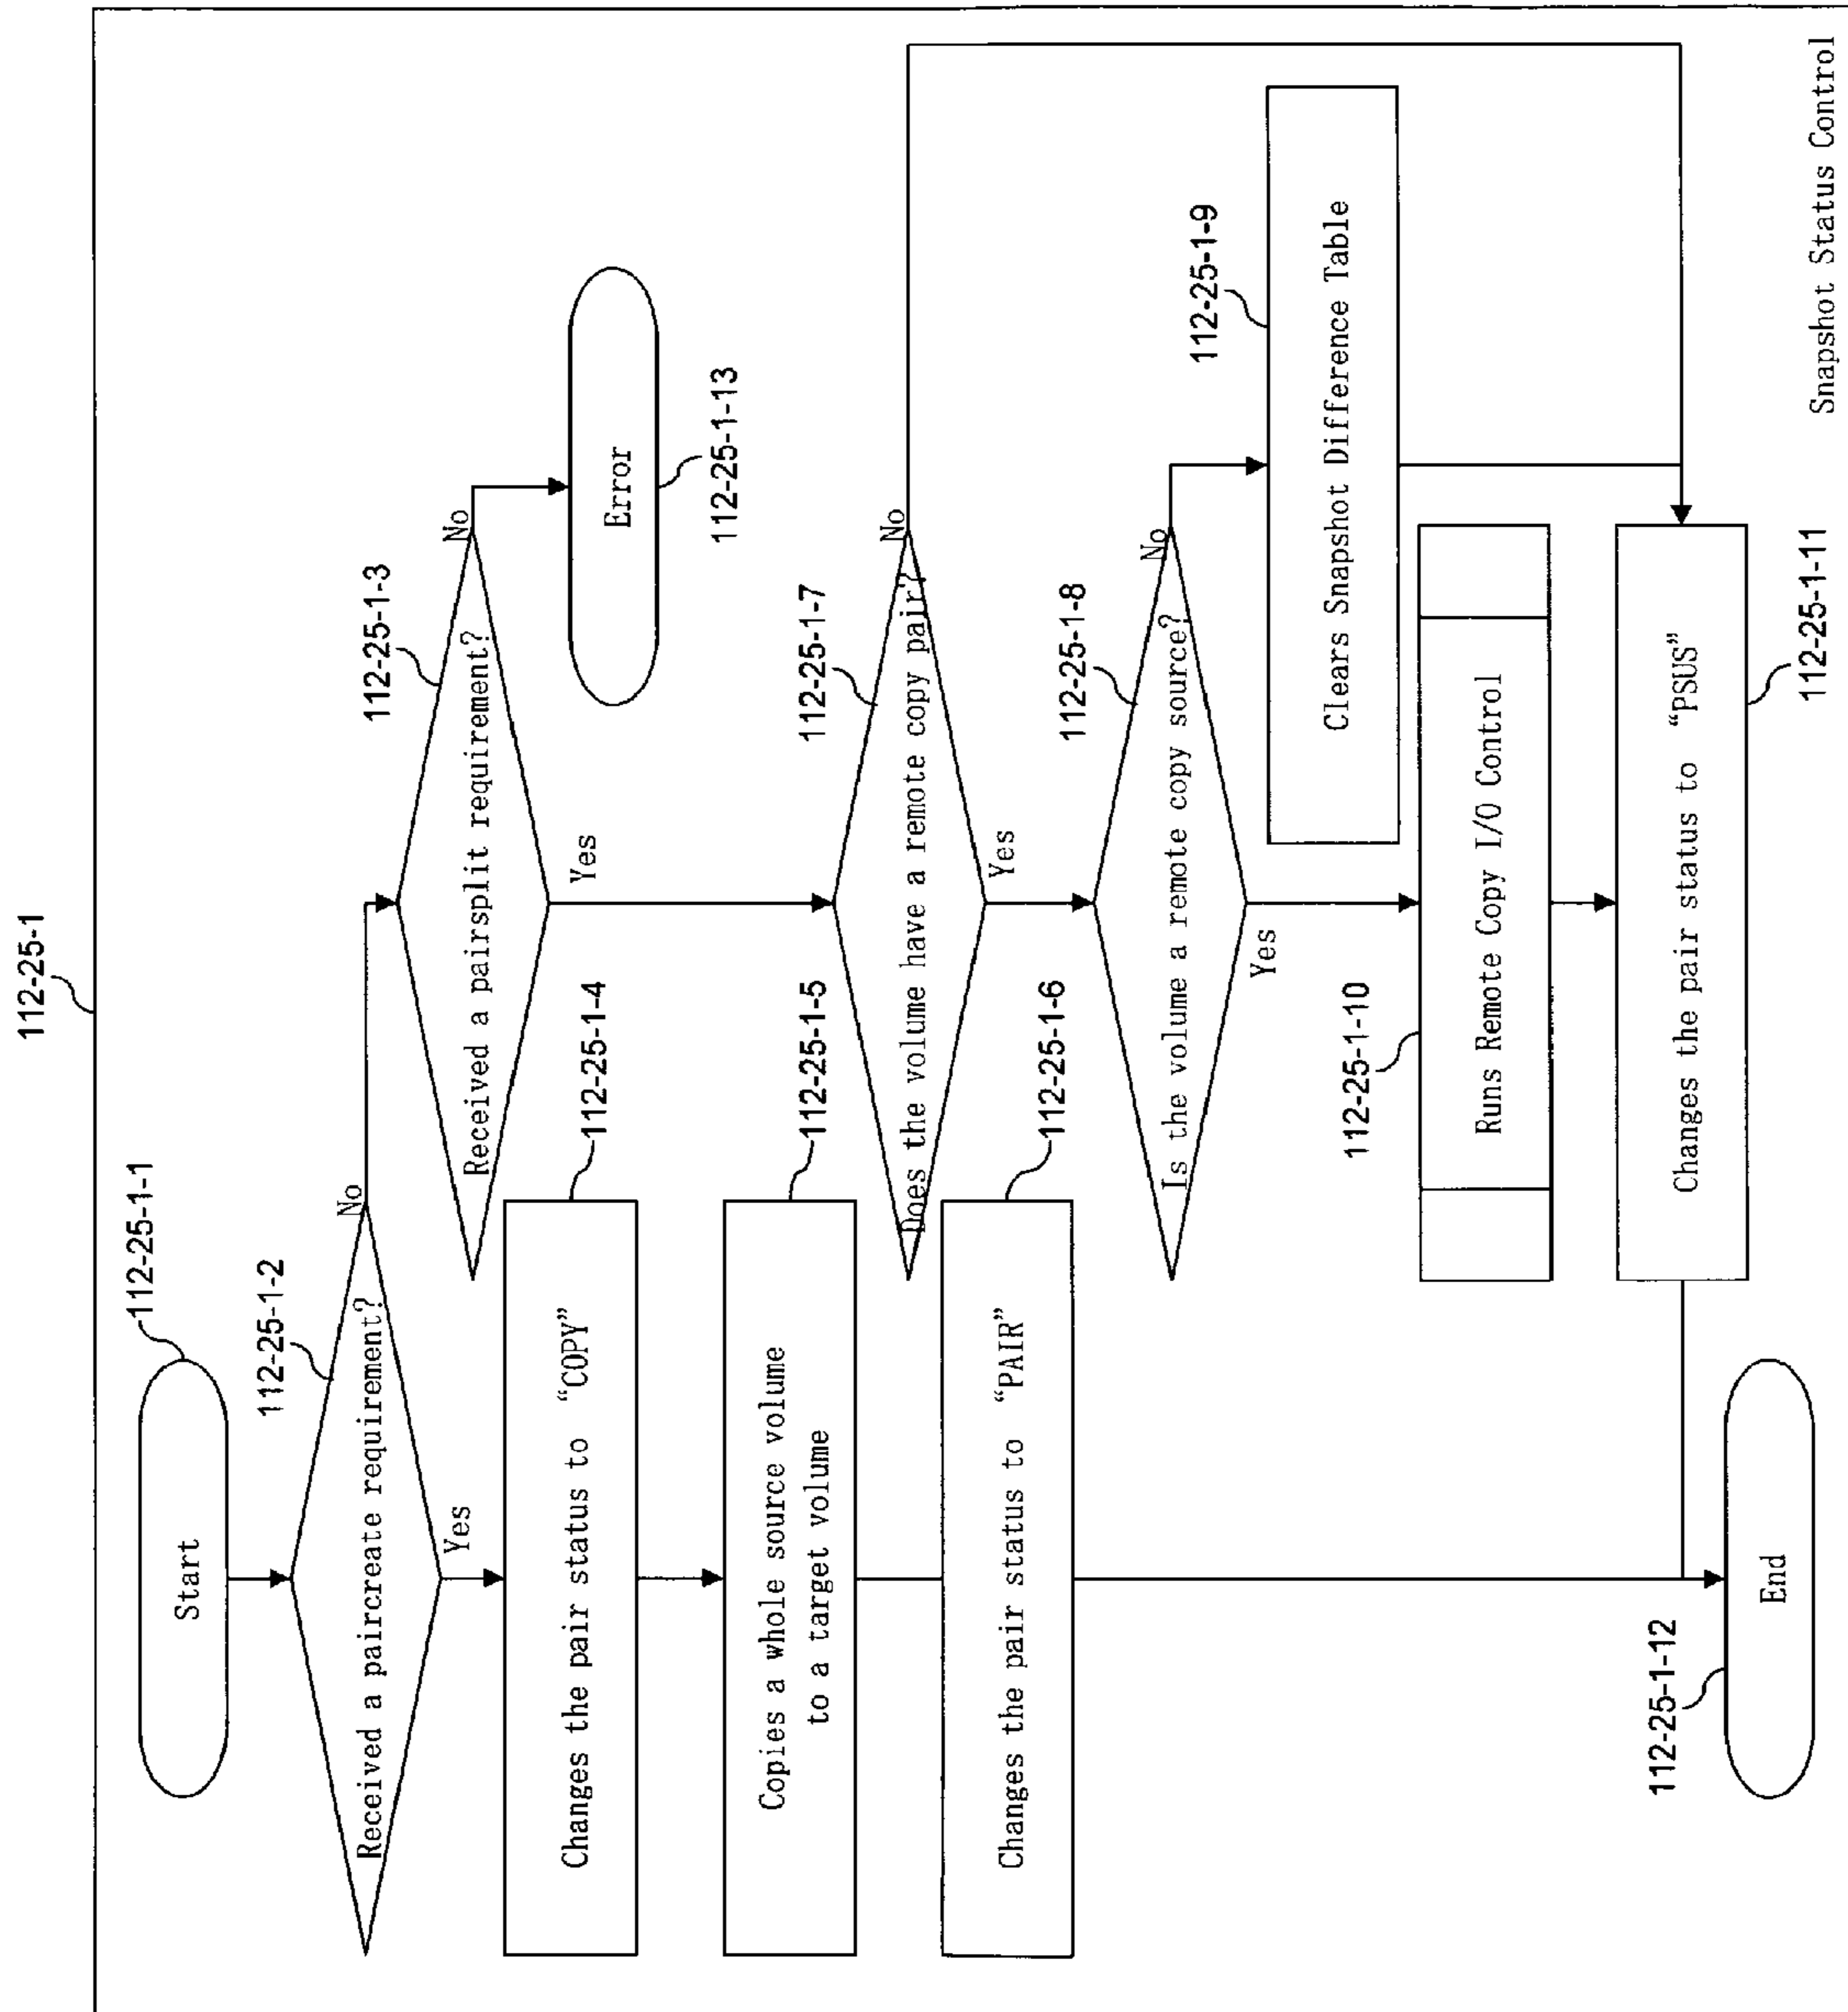 112-25-1
Start
112-25-1-1
Received a paircreate requirement?
112-25-1-2
No
Yes
Received a pairsplit requirement?
112-25-1-3
No
Yes
Error
112-25-1-13
Changes the pair status to "COPY"
112-25-1-4
Copies a whole source volume
to a target volume
112-25-1-5
Changes the pair status to "PAIR"
112-25-1-6
Does the volume have a remote copy pair?
112-25-1-7
No
Yes
Is the volume a remote copy source?
112-25-1-8
No
Yes
Clears Snapshot Difference Table
112-25-1-9
Runs Remote Copy I/O Control
112-25-1-10
Changes the pair status to "PSUS"
112-25-1-11
End
112-25-1-12
Snapshot Status Control